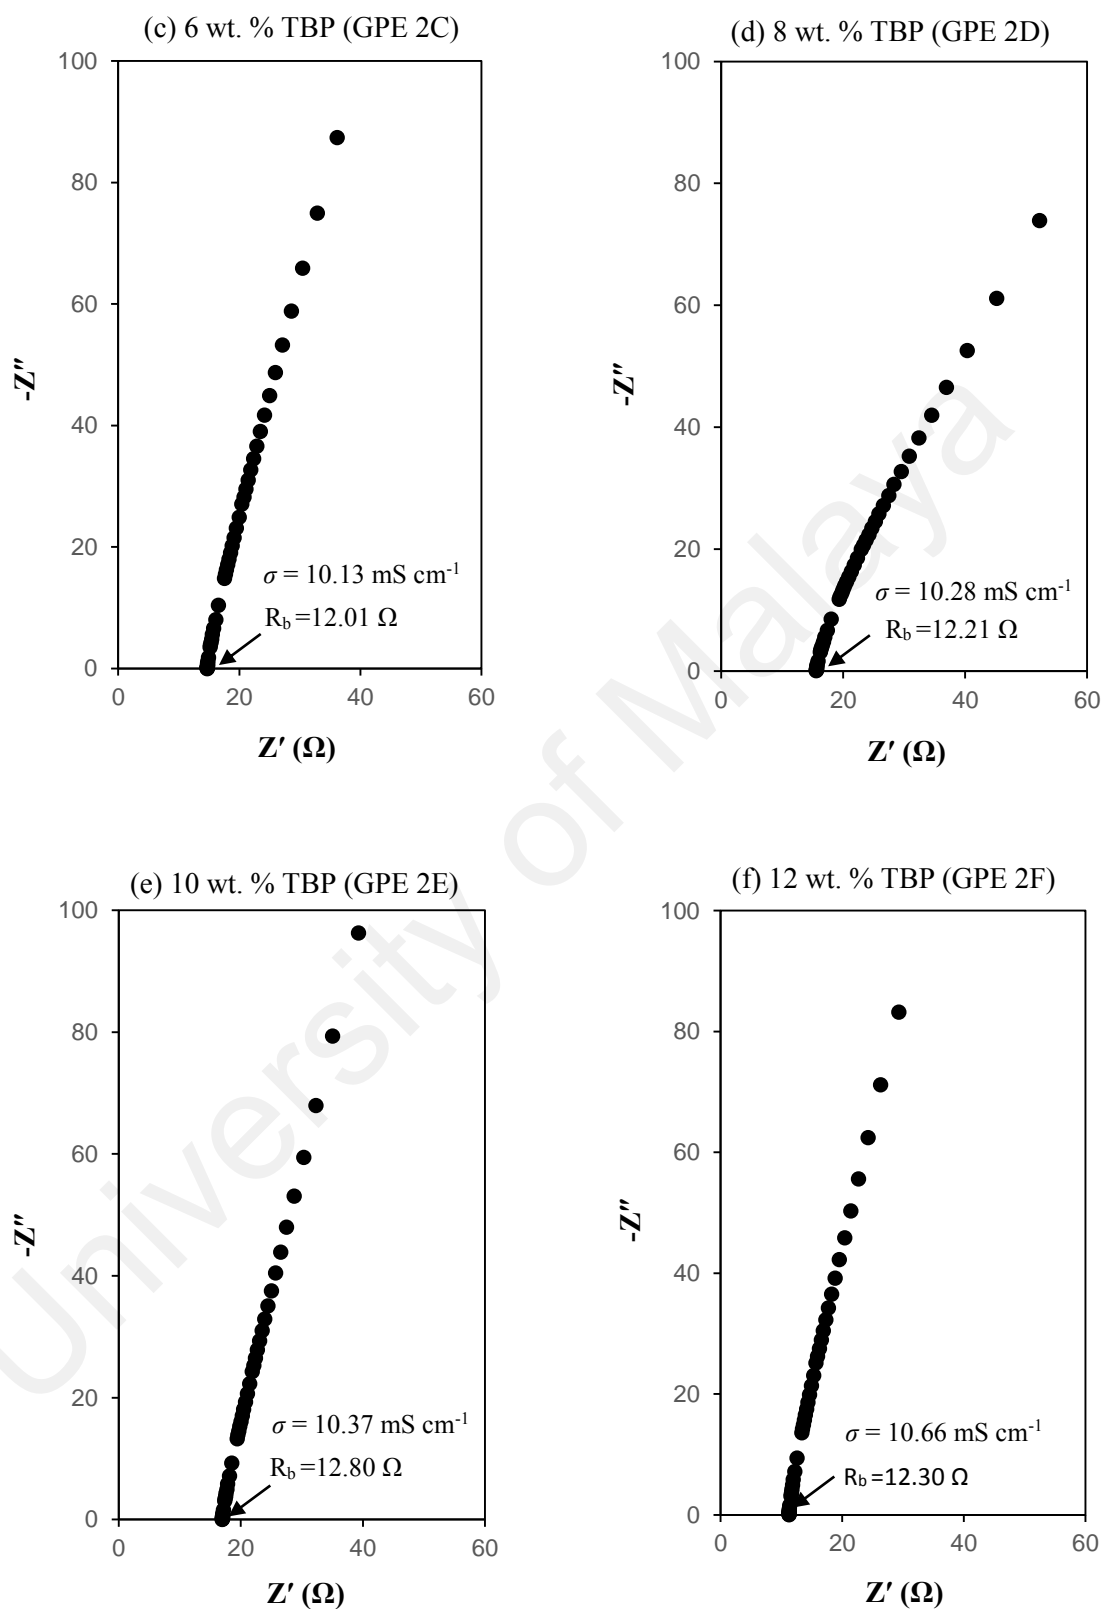 (c) 6 wt. % TBP (GPE 2C)
100
80
60
40
20
0
-Z″
σ = 10.13 mS cm-1
Rb =12.01 Ω
0 20 40 60
Z′ (Ω)
(d) 8 wt. % TBP (GPE 2D)
100
80
60
40
20
0
-Z″
σ = 10.28 mS cm-1
Rb =12.21 Ω
0 20 40 60
Z′ (Ω)
(e) 10 wt. % TBP (GPE 2E)
100
80
60
40
20
0
-Z″
σ = 10.37 mS cm-1
Rb =12.80 Ω
0 20 40 60
Z′ (Ω)
(f) 12 wt. % TBP (GPE 2F)
100
80
60
40
20
0
-Z″
σ = 10.66 mS cm-1
Rb =12.30 Ω
0 20 40 60
Z′ (Ω)
University of Malaya